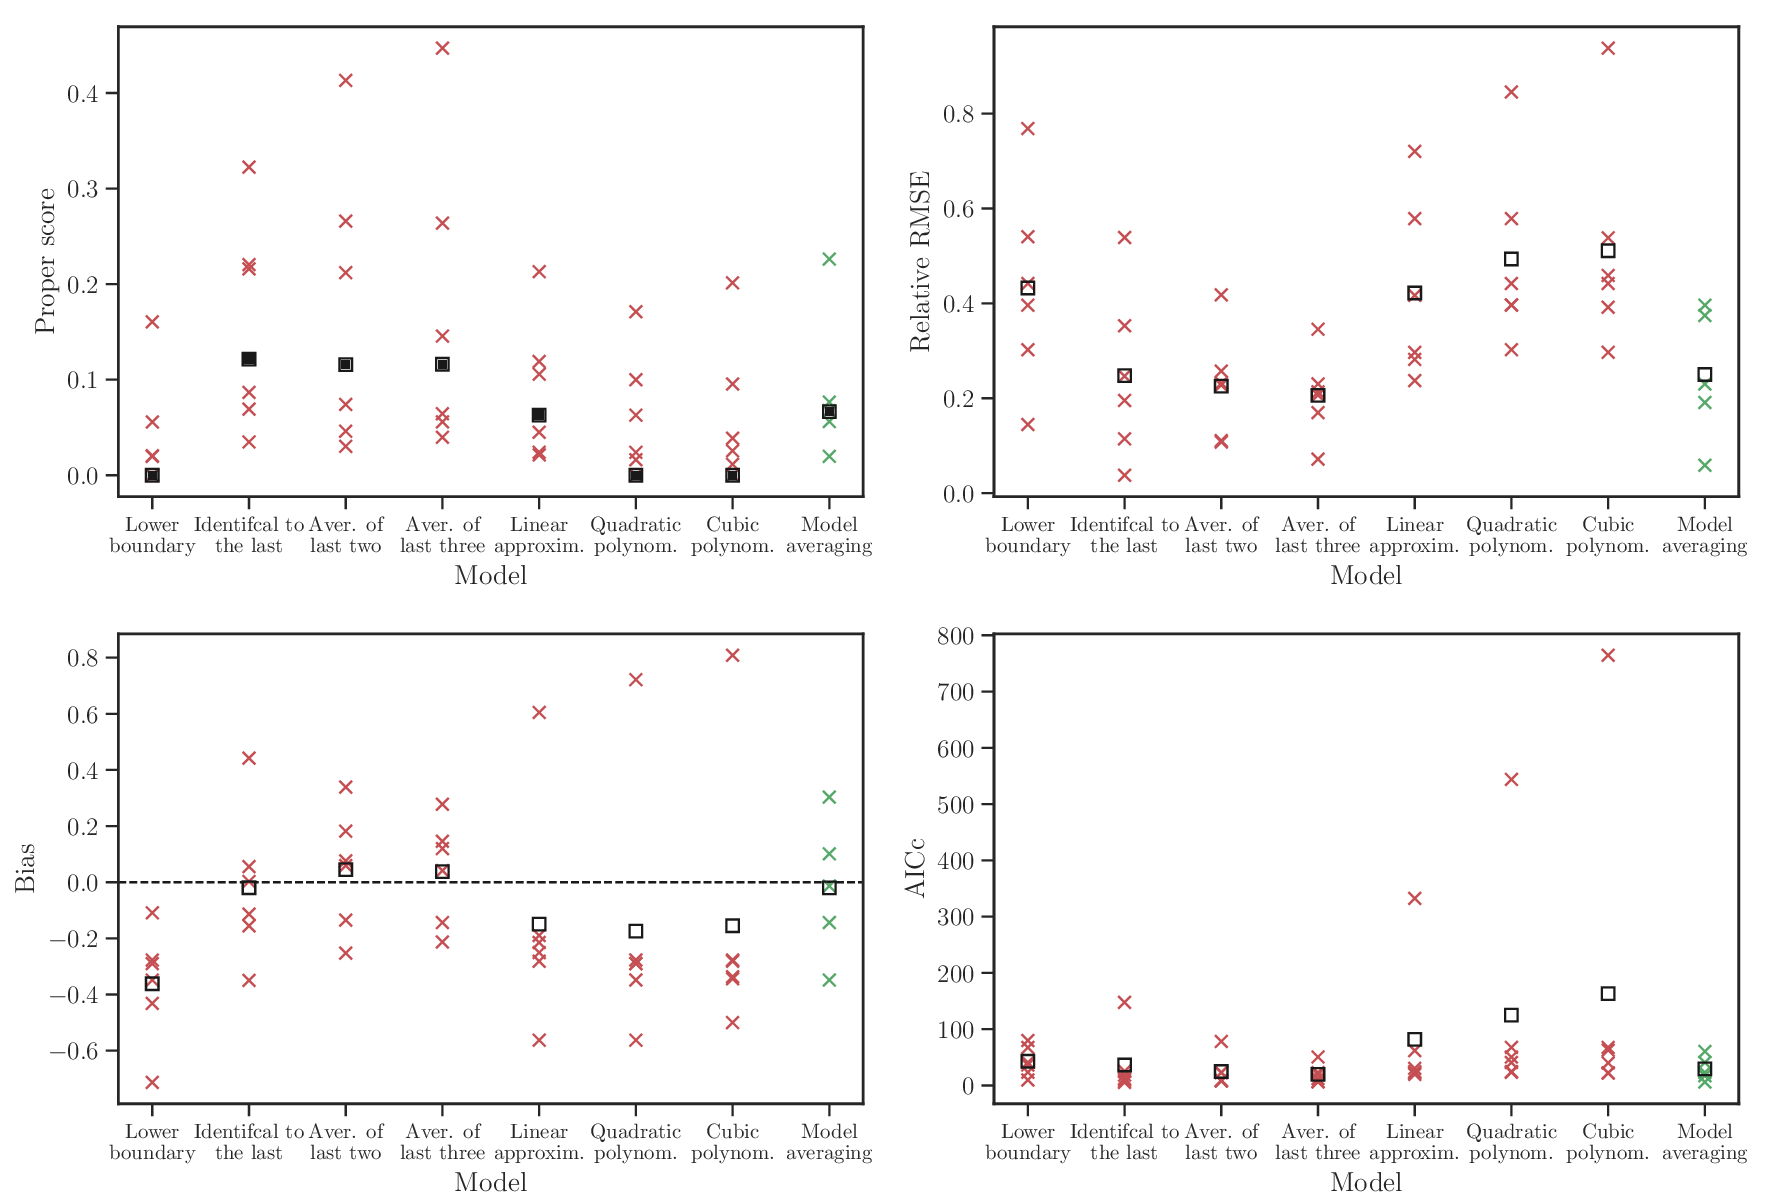 Proper score
0.4
0.3
0.2
0.1
0.0
Lower boundary
Identifcal to the last
Aver. of last two
Aver. of last three
Linear approxim.
Quadratic polynom.
Cubic polynom.
Model averaging
Model
Relative RMSE
0.8
0.6
0.4
0.2
0.0
Lower boundary
Identifcal to the last
Aver. of last two
Aver. of last three
Linear approxim.
Quadratic polynom.
Cubic polynom.
Model averaging
Model
Bias
0.8
0.6
0.4
0.2
0.0
−0.2
−0.4
−0.6
Lower boundary
Identifcal to the last
Aver. of last two
Aver. of last three
Linear approxim.
Quadratic polynom.
Cubic polynom.
Model averaging
Model
AICc
800
700
600
500
400
300
200
100
0
Lower boundary
Identifcal to the last
Aver. of last two
Aver. of last three
Linear approxim.
Quadratic polynom.
Cubic polynom.
Model averaging
Model